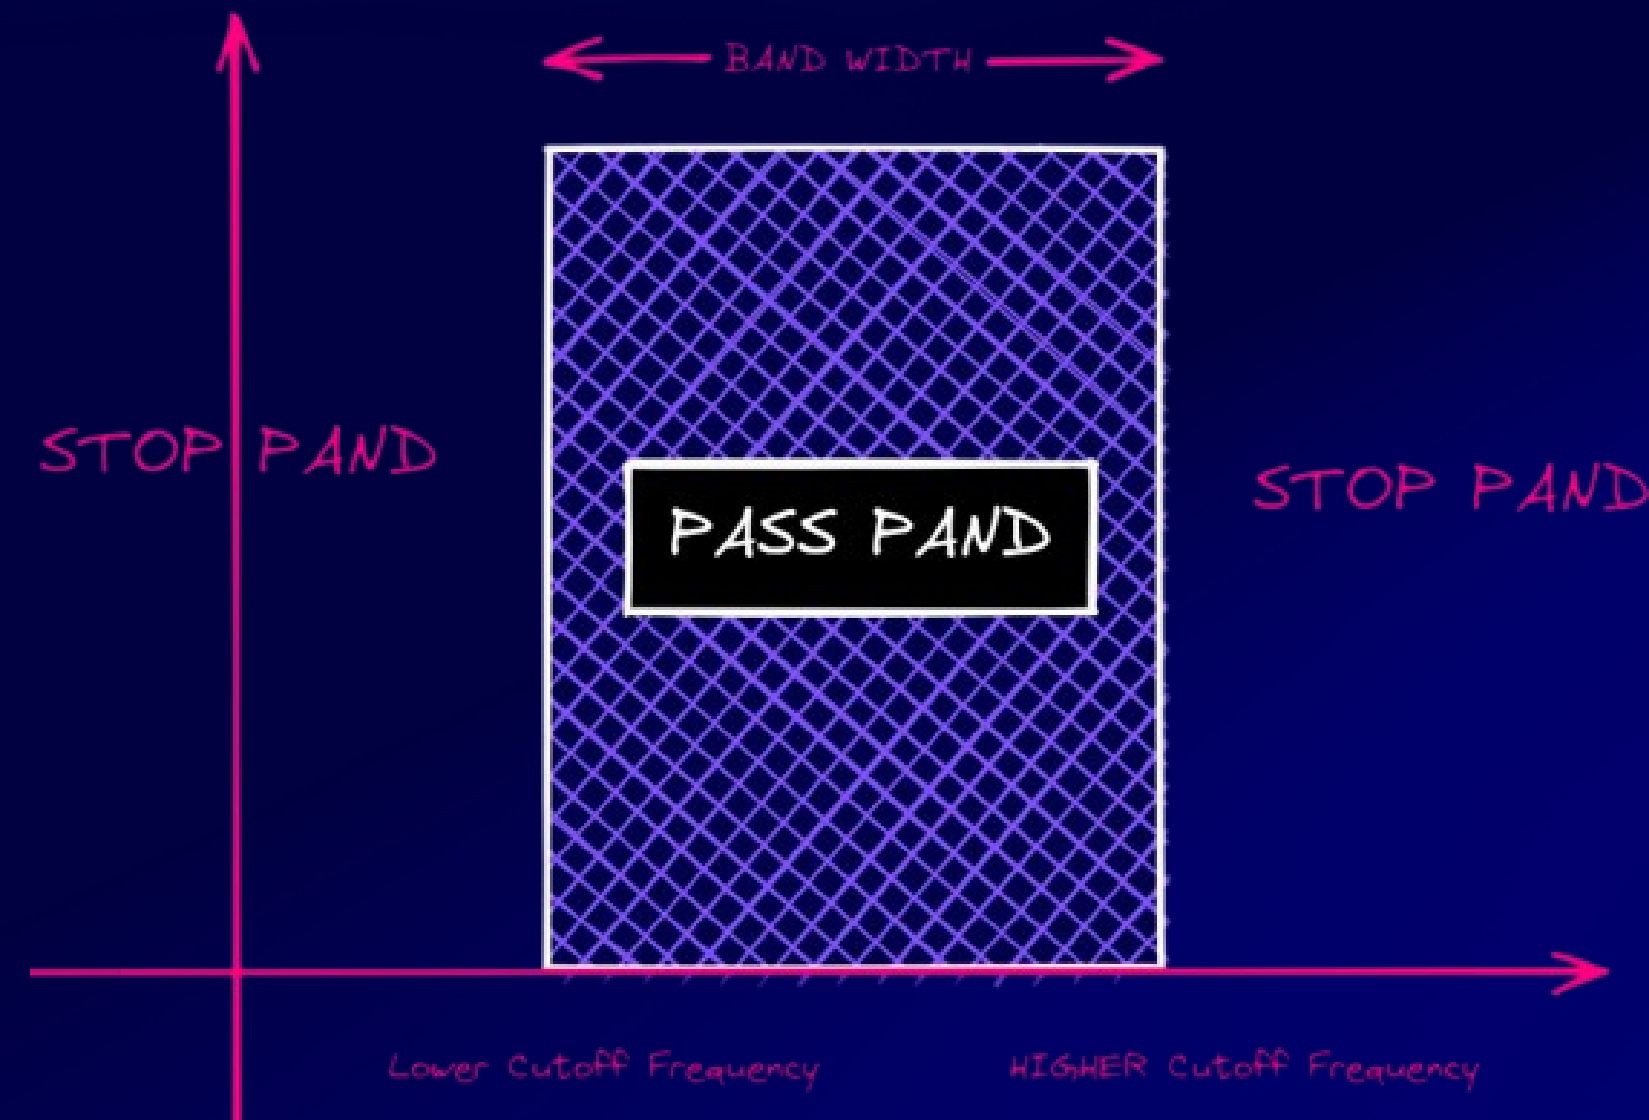 BAND WIDTH
STOP PAND
STOP PAND
PASS PAND
Lower Cutoff Frequency
HIGHER Cutoff Frequency